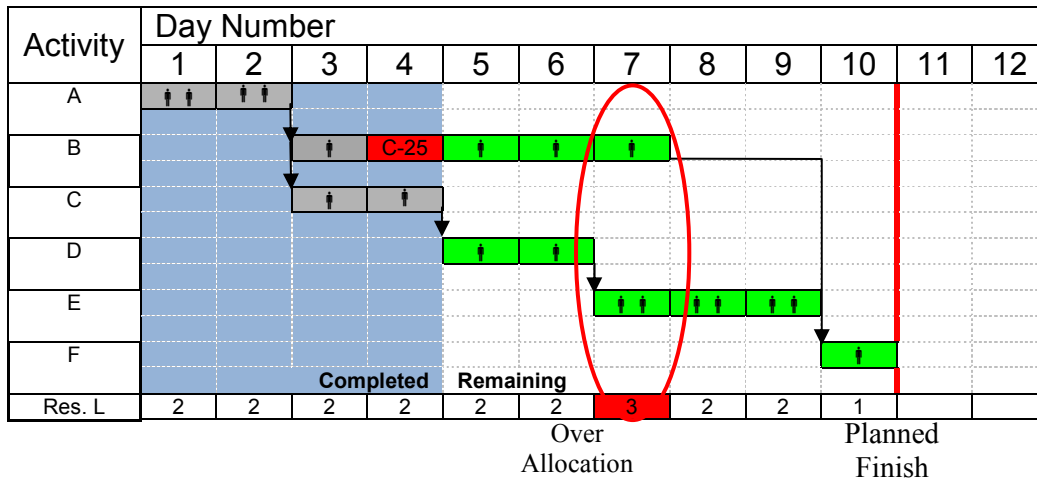 Activity
Day Number
1 2 3 4 5 6 7 8 9 10 11 12
A
B C-25
C
D
E
F
Completed Remaining
Res. L 2 2 2 2 2 2 3 2 2 1
Over
Allocation
Planned
Finish